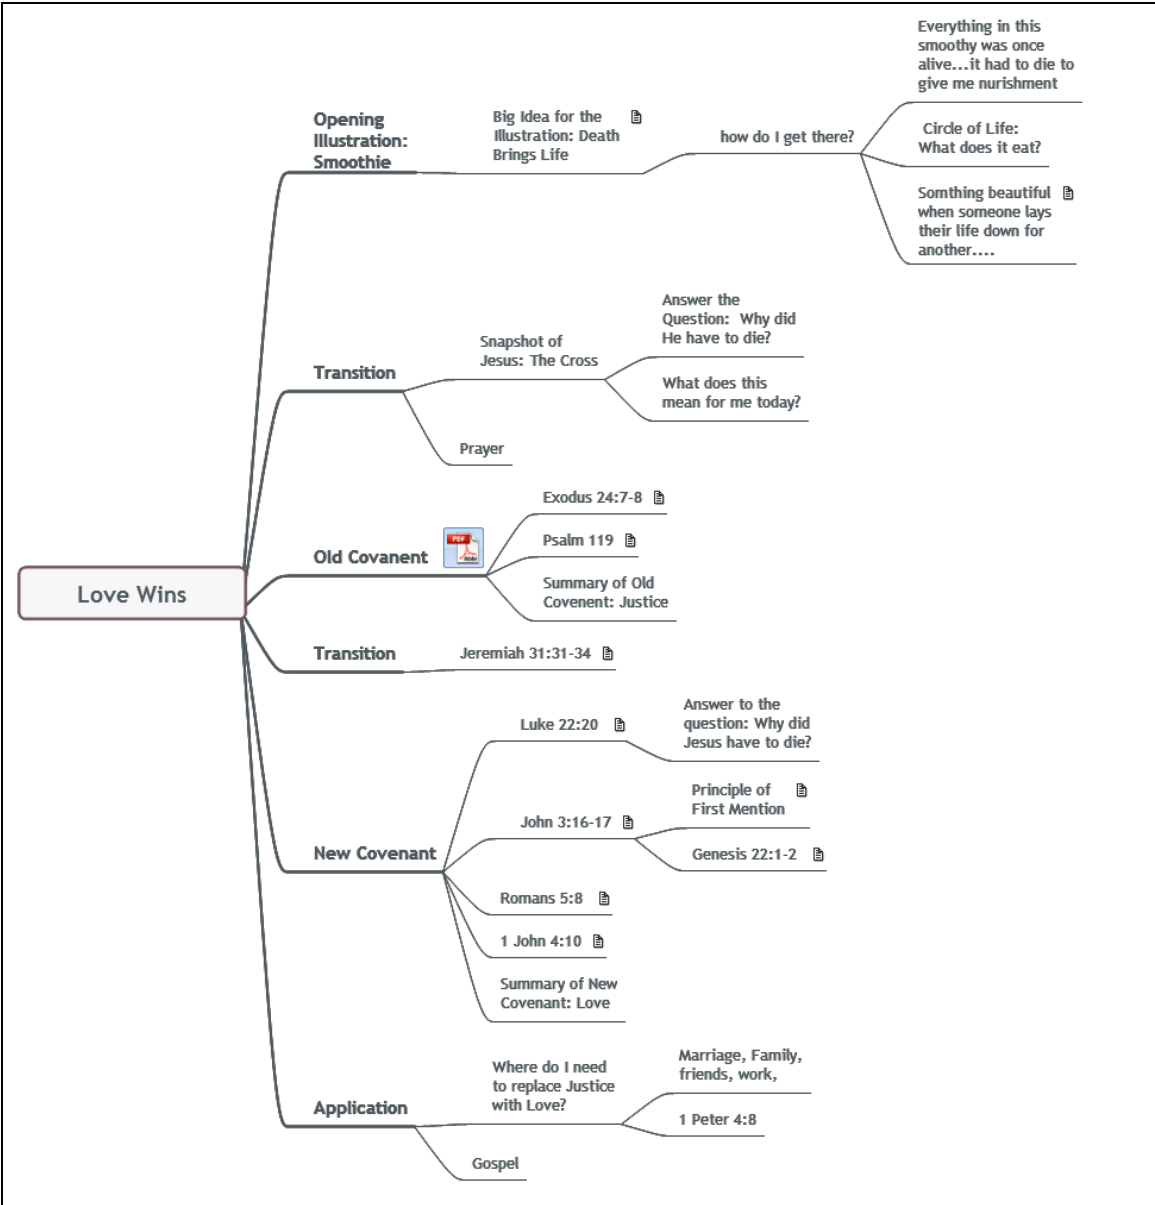 Everything in this
smoothy was once
alive...it had to die to
give me nurishment
Opening
Illustration:
Smoothie
Big Idea for the
Illustration: Death
Brings Life
how do I get there?
Circle of Life:
What does it eat?
Somthing beautiful
when someone lays
their life down for
another....
Transition
Snapshot of
Jesus: The Cross
Answer the
Question: Why did
He have to die?
What does this
mean for me today?
Prayer
Love Wins
Old Covanent
PDF
Adobe
Exodus 24:7-8
Psalm 119
Summary of Old
Covenent: Justice
Transition
Jeremiah 31:31-34
New Covenant
Luke 22:20
Answer to the
question: Why did
Jesus have to die?
John 3:16-17
Principle of
First Mention
Genesis 22:1-2
Romans 5:8
1 John 4:10
Summary of New
Covenant: Love
Application
Where do I need
to replace Justice
with Love?
Marriage, Family,
friends, work,
1 Peter 4:8
Gospel